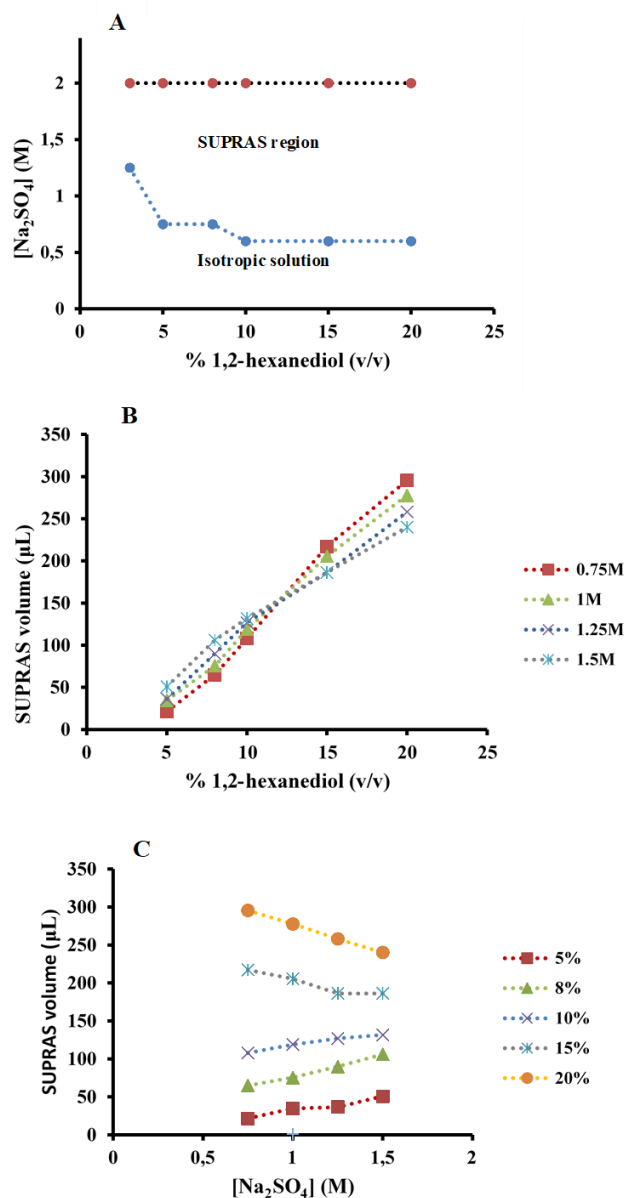 A
[Na₂SO₄] (M)
2
1,5
1
0,5
0
SUPRAS region
Isotropic solution
0 5 10 15 20 25
% 1,2-hexanediol (v/v)
B
SUPRAS volume (µL)
350
300
250
200
150
100
50
0
0 5 10 15 20 25
% 1,2-hexanediol (v/v)
0.75M
1M
1.25M
1.5M
C
SUPRAS volume (µL)
350
300
250
200
150
100
50
0
0 0,5 1 1,5 2
[Na₂SO₄] (M)
5%
8%
10%
15%
20%